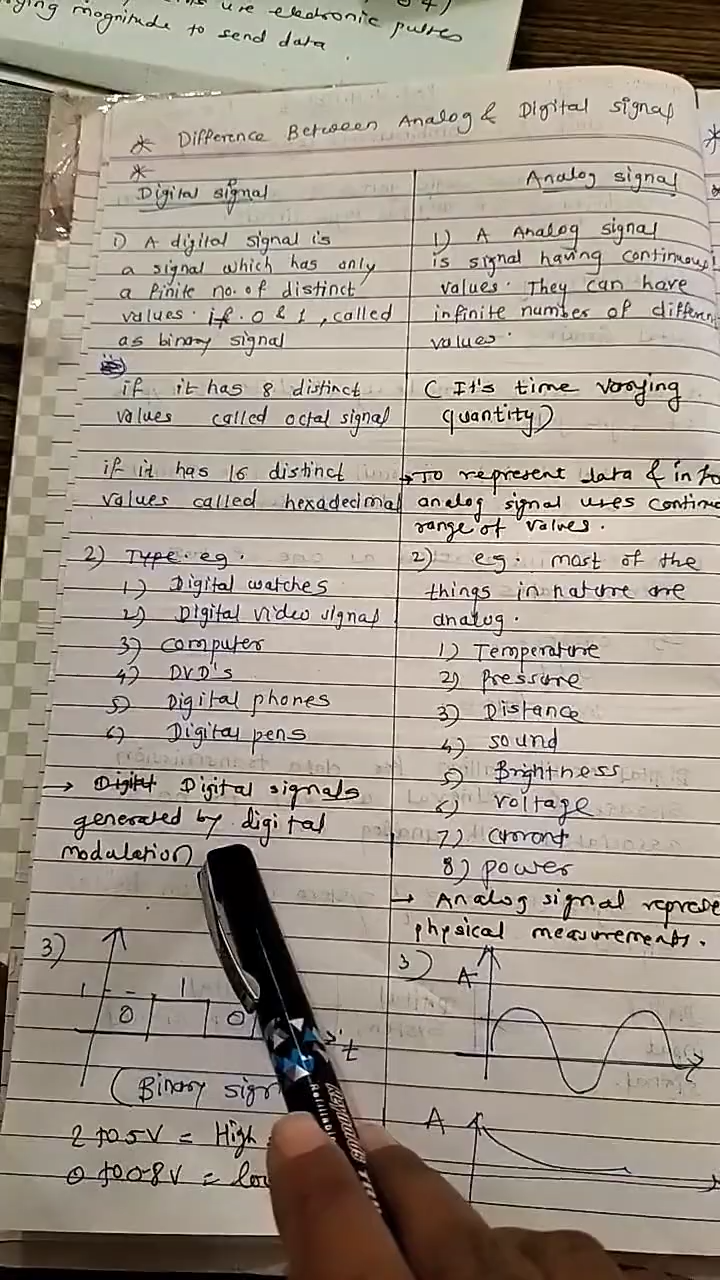 use electronic pulses
magnitude to send data
* Difference Between Analog & Digital signal
*
Digital signal
1) A digital signal is
a signal which has only
a finite no. of distinct
values. if 0 & 1, called
as binary signal
if it has 8 distinct
values called octal signal
if it has 16 distinct
values called hexadecimal
2) Type. eg.
1) Digital watches
2) Digital video signal
3) computer
4) DVD's
5) Digital phones
6) Digital pens
→ Digital signals
generated by digital
modulation
3)
1
0 1 0
t
(Binary
2 to 5V = High
0 to 0.8V =
Analog signal
1) A Analog signal
is signal having continuous
values. They can have
infinite number of
values.
( It's time varying
quantity)
→ To represent data & info
analog signal uses
range of values.
2) eg. most of the
things in nature are
analog.
1) Temperature
2) Pressure
3) Distance
4) sound
5) Brightness
6) voltage
7) current
8) power
→ Analog signal
physical measurements.
3)
A
t
A